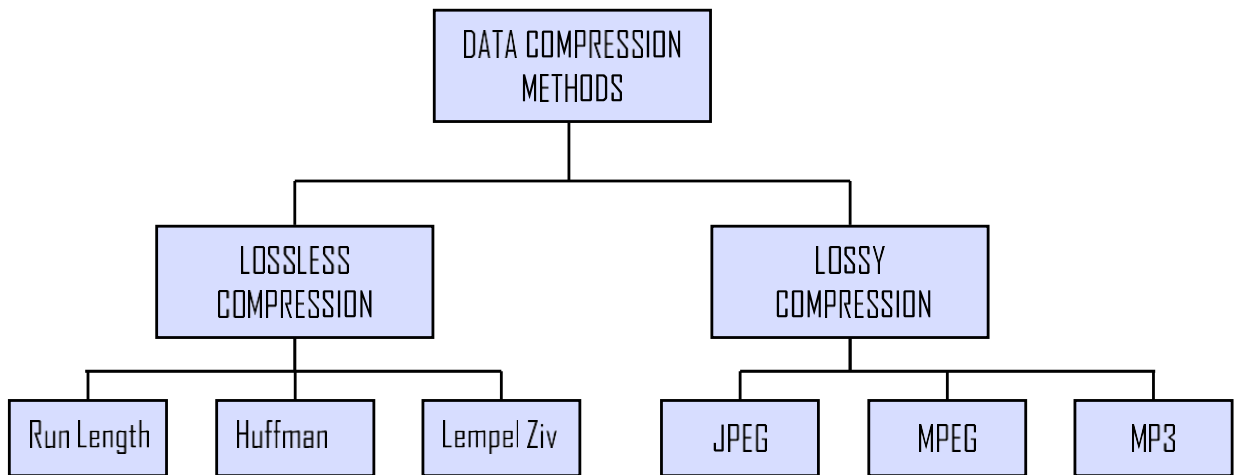 DATA COMPRESSION
METHODS
LOSSLESS
COMPRESSION
LOSSY
COMPRESSION
Run Length
Huffman
Lempel Ziv
JPEG
MPEG
MP3